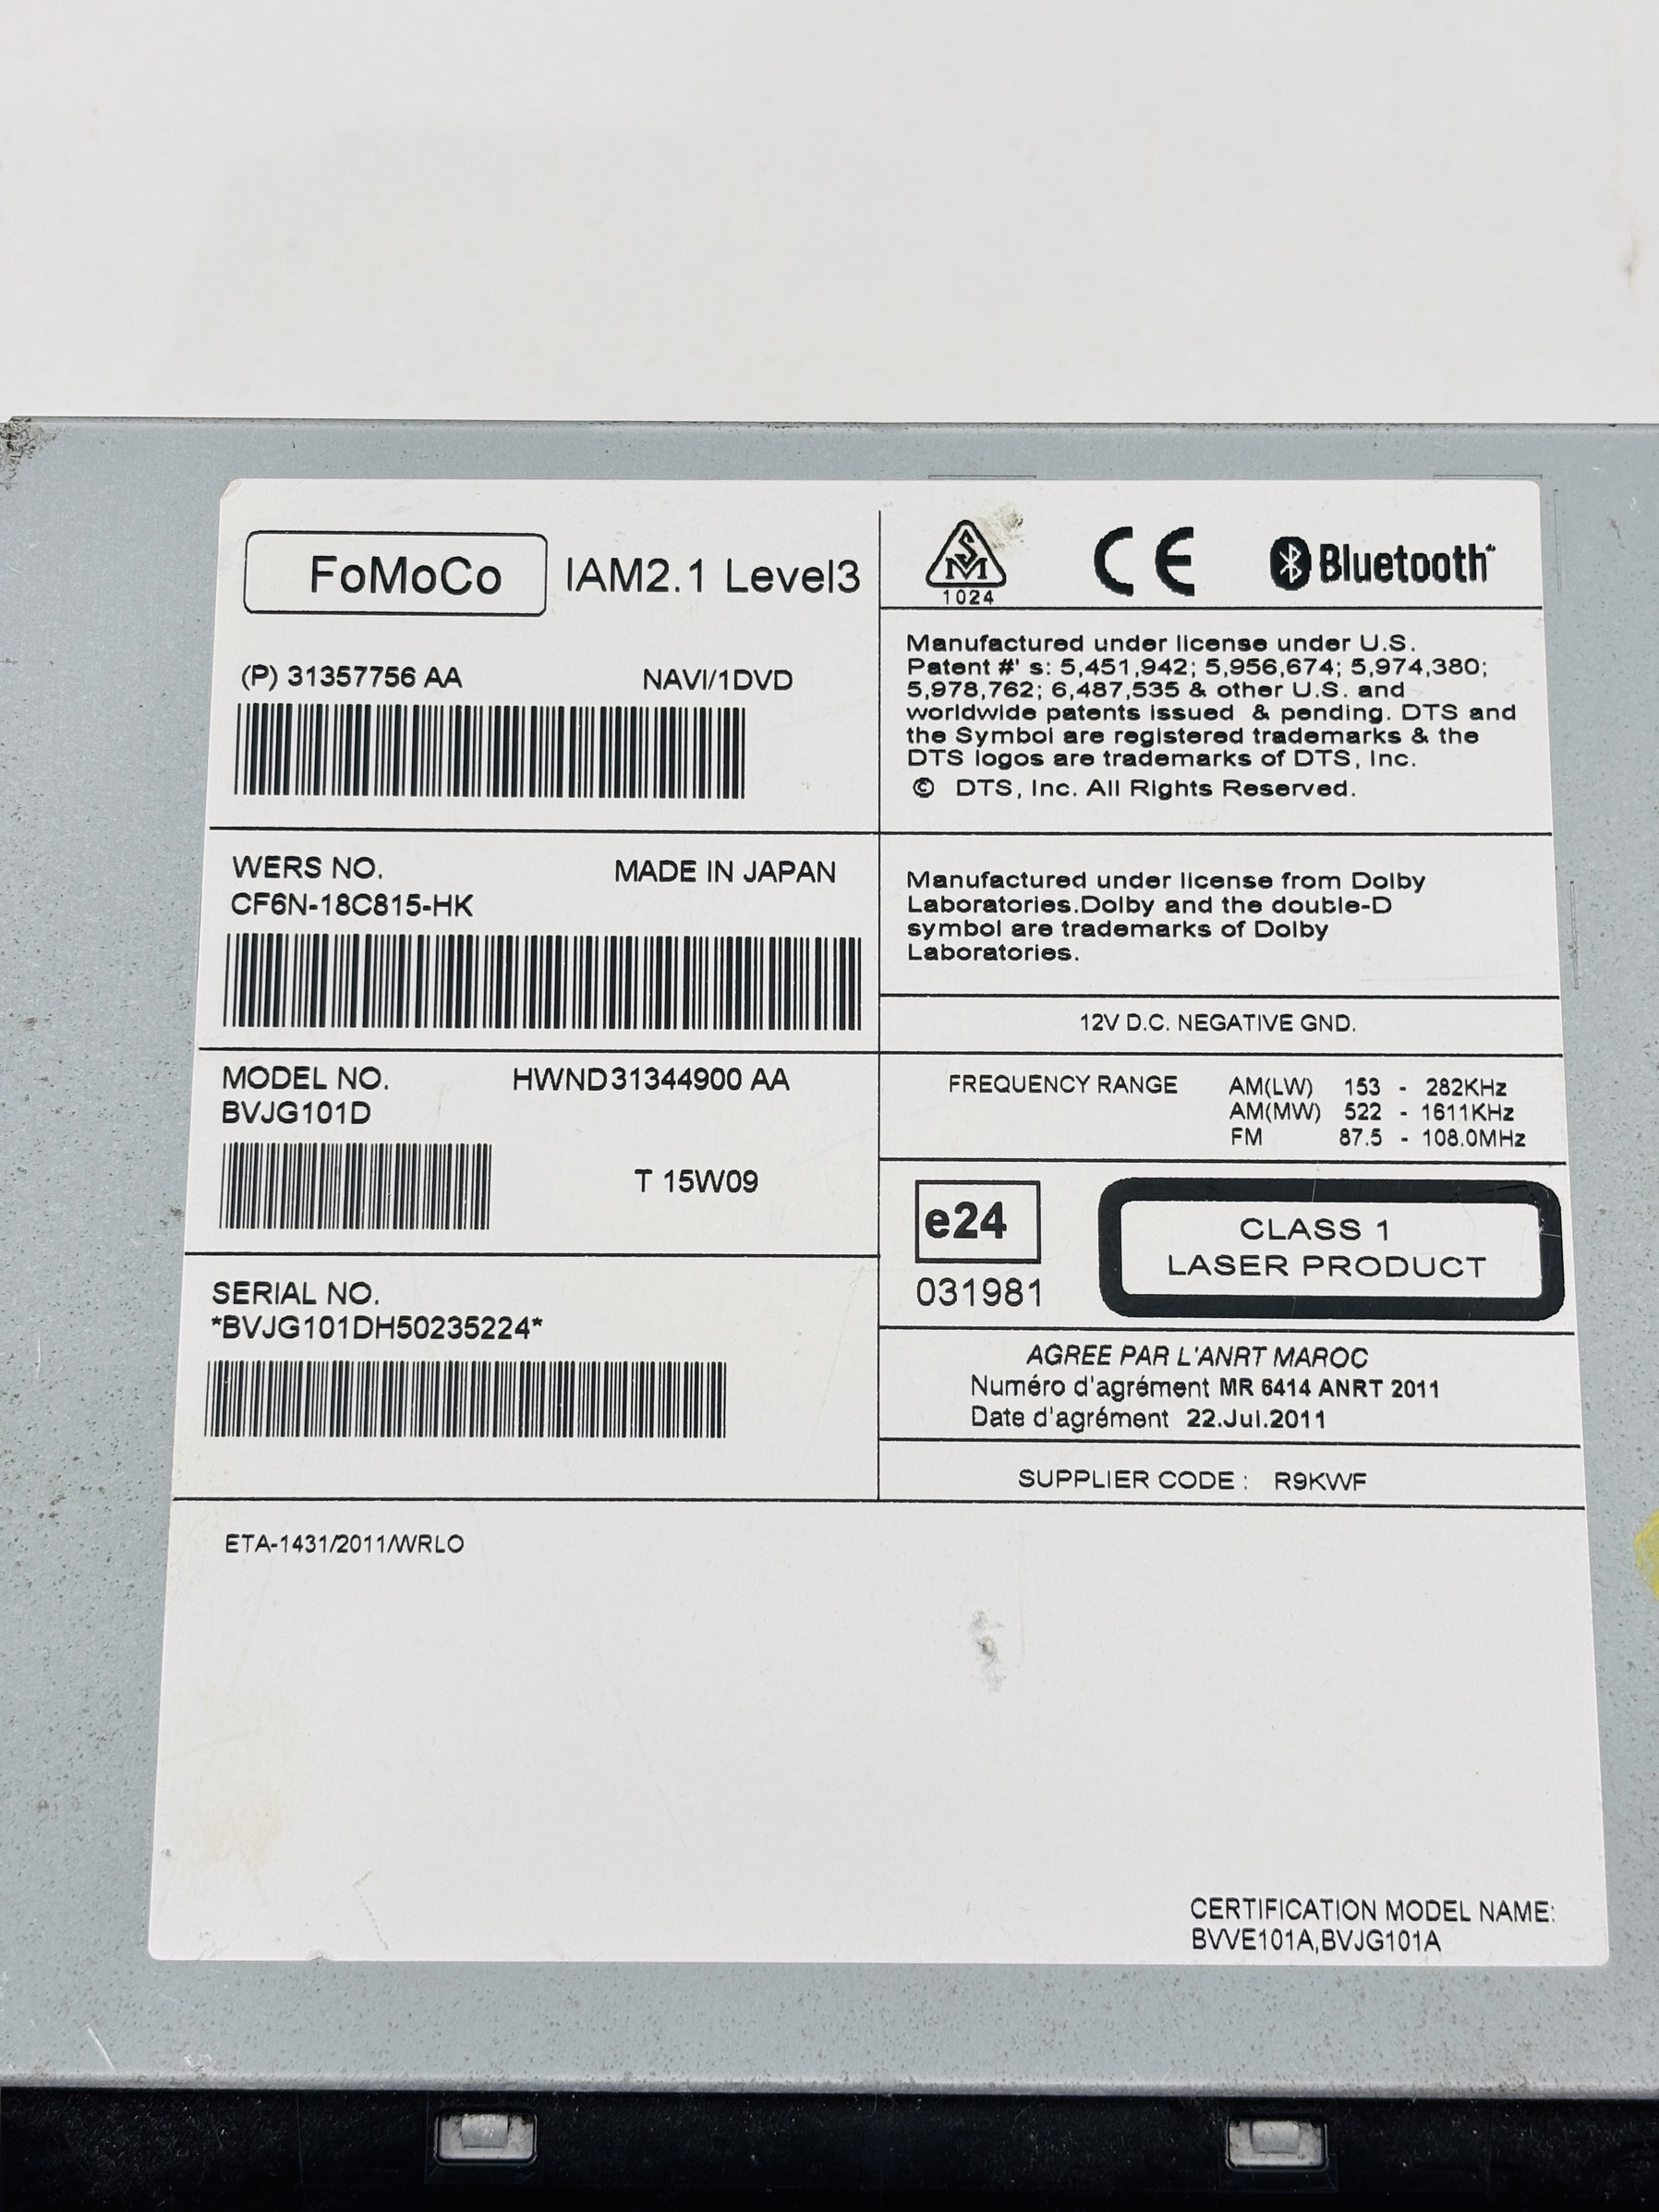 FoMoCo IAM2.1 Level3
(P) 31357756 AA NAVI/1DVD
WERS NO. MADE IN JAPAN
CF6N-18C815-HK
MODEL NO. HWND31344900 AA
BVJG101D
T 15W09
SERIAL NO.
*BVJG101DH50235224*
ETA-1431/2011/WRLO
SM
1024
CE
Bluetooth
Manufactured under license under U.S.
Patent #' s: 5,451,942; 5,956,674; 5,974,380;
5,978,762; 6,487,535 & other U.S. and
worldwide patents issued & pending. DTS and
the Symbol are registered trademarks & the
DTS logos are trademarks of DTS, Inc.
© DTS, Inc. All Rights Reserved.
Manufactured under license from Dolby
Laboratories.Dolby and the double-D
symbol are trademarks of Dolby
Laboratories.
12V D.C. NEGATIVE GND.
FREQUENCY RANGE AM(LW) 153 - 282KHz
AM(MW) 522 - 1611KHz
FM 87.5 - 108.0MHz
e24
031981
CLASS 1
LASER PRODUCT
AGREE PAR L'ANRT MAROC
Numéro d'agrément MR 6414 ANRT 2011
Date d'agrément 22.Jul.2011
SUPPLIER CODE : R9KWF
CERTIFICATION MODEL NAME:
BVVE101A,BVJG101A